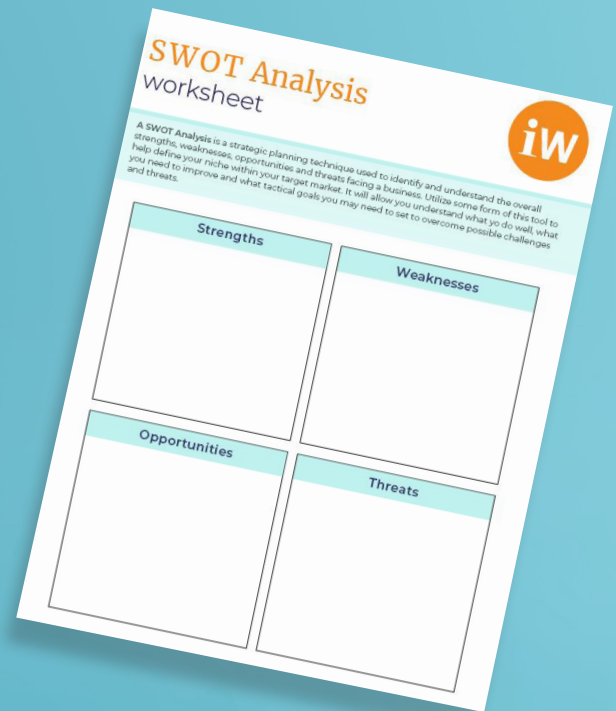 SWOT Analysis
worksheet
iW
A SWOT Analysis is a strategic planning technique used to identify and understand the overall
strengths, weaknesses, opportunities and threats facing a business. Utilize some form of this tool to
help define your niche within your target market. It will allow you understand what yo do well, what
you need to improve and what tactical goals you may need to set to overcome possible challenges
and threats.
Strengths
Weaknesses
Opportunities
Threats